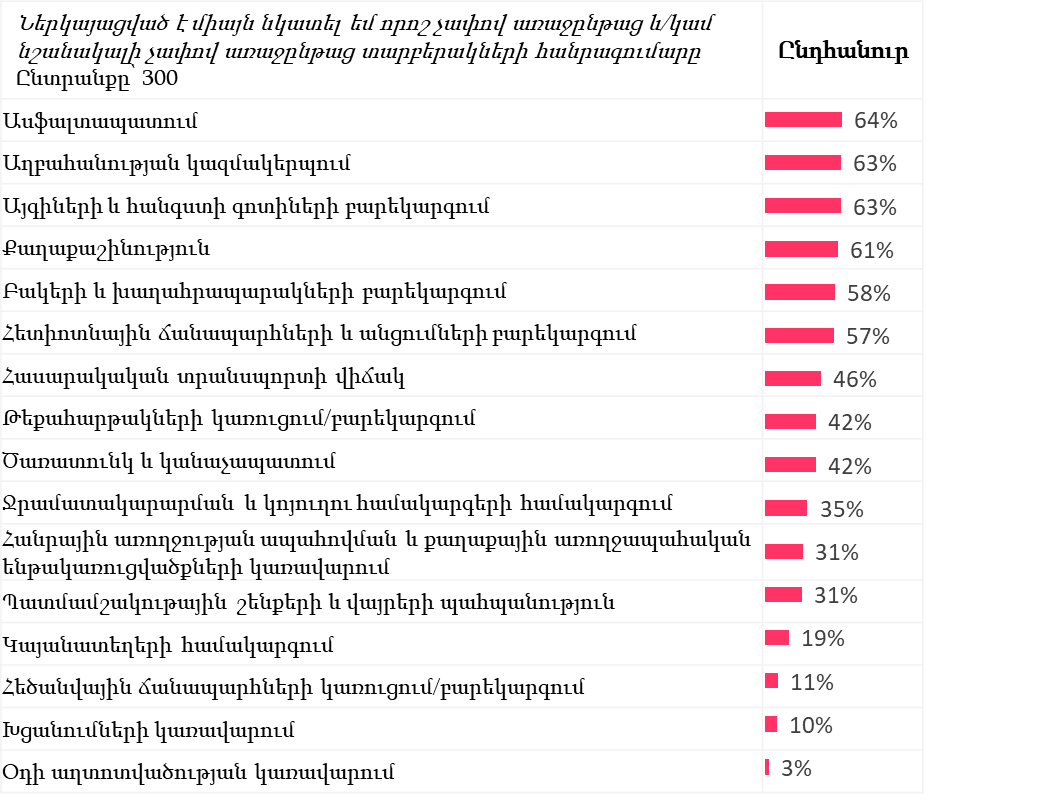 Ներկայացված է միայն նկատել եմ որոշ չափով առաջընթաց և/կամ
նշանակալի չափով առաջընթաց տարբերակների հանրագումարը
Ընտրանքը՝ 300
Ընդհանուր
Ասֆալտապատում 64%
Աղբահանության կազմակերպում 63%
Այգիների և հանգստի գոտիների բարեկարգում 63%
Քաղաքաշինություն 61%
Բակերի և խաղահրապարակների բարեկարգում 58%
Հետիոտնային ճանապարհների և անցումների բարեկարգում 57%
Հասարակական տրանսպորտի վիճակ 46%
Թեքահարթակների կառուցում/բարեկարգում 42%
Ծառատունկ և կանաչապատում 42%
Ջրամատակարարման և կոյուղու համակարգերի համակարգում 35%
Հանրային առողջության ապահովման և քաղաքային առողջապահական
ենթակառուցվածքների կառավարում 31%
Պատմամշակութային շենքերի և վայրերի պահպանություն 31%
Կայանատեղերի համակարգում 19%
Հեծանվային ճանապարհների կառուցում/բարեկարգում 11%
Խցանումների կառավարում 10%
Օդի աղտոտվածության կառավարում 3%